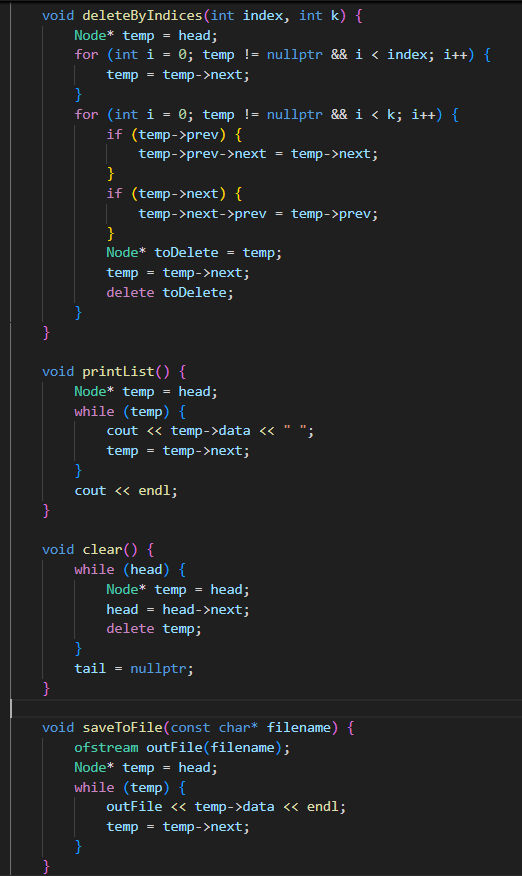 void deleteByIndices(int index, int k) {
    Node* temp = head;
    for (int i = 0; temp != nullptr && i < index; i++) {
        temp = temp->next;
    }
    for (int i = 0; temp != nullptr && i < k; i++) {
        if (temp->prev) {
            temp->prev->next = temp->next;
        }
        if (temp->next) {
            temp->next->prev = temp->prev;
        }
        Node* toDelete = temp;
        temp = temp->next;
        delete toDelete;
    }
}

void printList() {
    Node* temp = head;
    while (temp) {
        cout << temp->data << " ";
        temp = temp->next;
    }
    cout << endl;
}

void clear() {
    while (head) {
        Node* temp = head;
        head = head->next;
        delete temp;
    }
    tail = nullptr;
}

void saveToFile(const char* filename) {
    ofstream outFile(filename);
    Node* temp = head;
    while (temp) {
        outFile << temp->data << endl;
        temp = temp->next;
    }
}